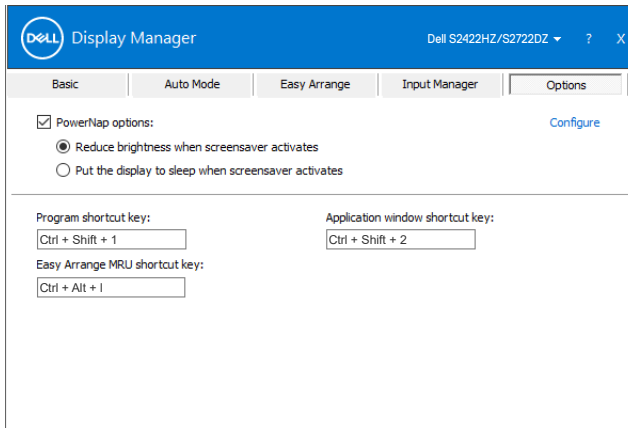 DELL Display Manager Dell S2422HZ/S2722DZ ? X
Basic Auto Mode Easy Arrange Input Manager Options
PowerNap options: Configure
Reduce brightness when screensaver activates
Put the display to sleep when screensaver activates
Program shortcut key: Application window shortcut key:
Ctrl + Shift + 1 Ctrl + Shift + 2
Easy Arrange MRU shortcut key:
Ctrl + Alt + l